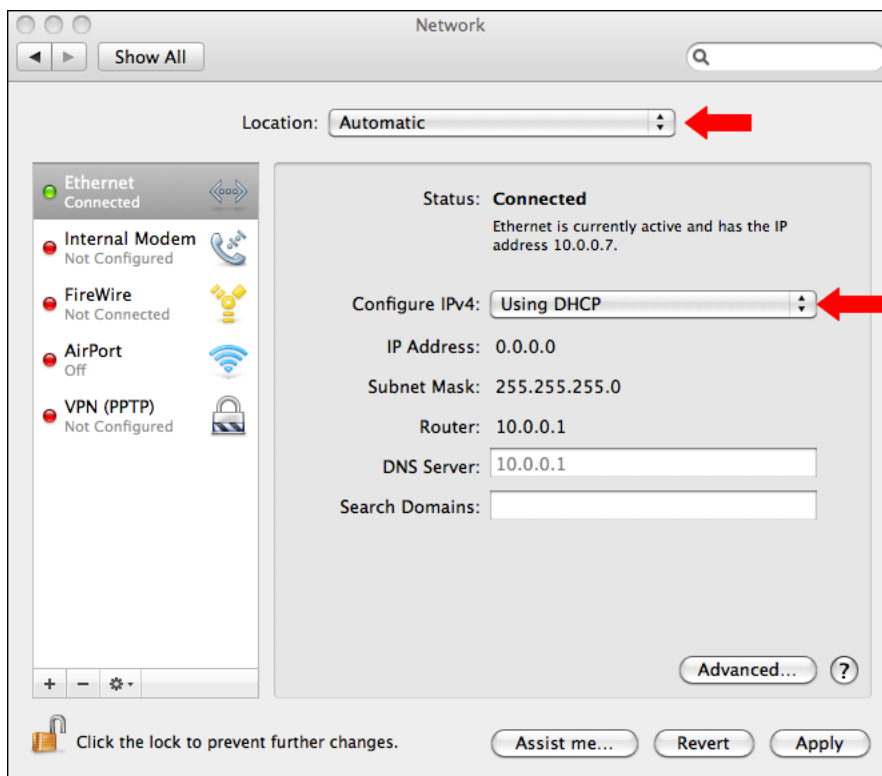 Network
Show All
Location: Automatic
Ethernet
Connected
Internal Modem
Not Configured
FireWire
Not Connected
AirPort
Off
VPN (PPTP)
Not Configured
Status: Connected
Ethernet is currently active and has the IP
address 10.0.0.7.
Configure IPv4: Using DHCP
IP Address: 0.0.0.0
Subnet Mask: 255.255.255.0
Router: 10.0.0.1
DNS Server: 10.0.0.1
Search Domains:
Advanced... ?
+ −
Click the lock to prevent further changes.
Assist me... Revert Apply